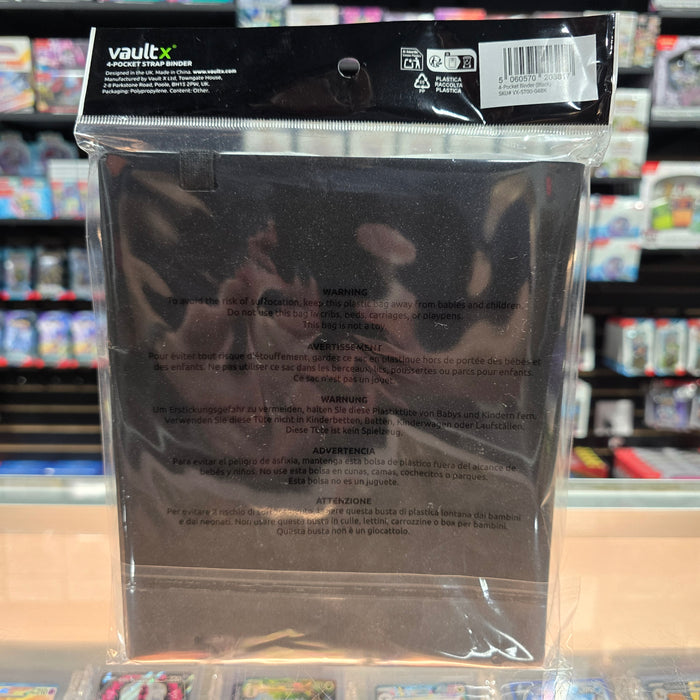 vaultx
4-POCKET STRAP BINDER
Designed in the UK. Made in China. www.vaultx.com
Manufactured by Vault X Ltd, Towngate House,
2-8 Parkstone Road, Poole, BH15 2PW, UK.
Packaging: Polypropylene. Content: Other.
PLASTICA
RACCOLTA
PLASTICA
5 060570 203817
4-Pocket Binder (Black)
WARNING
To avoid the risk of suffocation, keep this plastic bag away from babies and children.
Do not use this bag in cribs, beds, carriages, or playpens.
This bag is not a toy.
AVERTISSEMENT
Pour éviter tout risque d'étouffement, gardez ce sac en plastique hors de portée des bébés et
des enfants. Ne pas utiliser ce sac dans les berceaux, lits, poussettes ou parcs pour enfants.
Ce sac n'est pas un jouet.
WARNUNG
Um Erstickungsgefahr zu vermeiden, halten Sie diese Plastiktüte von Babys und Kindern fern.
Verwenden Sie diese Tüte nicht in Kinderbetten, Betten, Kinderwagen oder Laufställen.
Diese Tüte ist kein Spielzeug.
ADVERTENCIA
Para evitar el peligro de asfixia, mantenga esta bolsa de plástico fuera del alcance de
bebés y niños. No use esta bolsa en cunas, camas, cochecitos o parques.
Esta bolsa no es un juguete.
ATTENZIONE
Per evitare il rischio di soffocamento, tenere questa busta di plastica lontana dai bambini
e dai neonati. Non usare questa busta in culle, lettini, carrozzine o box per bambini.
Questa busta non è un giocattolo.